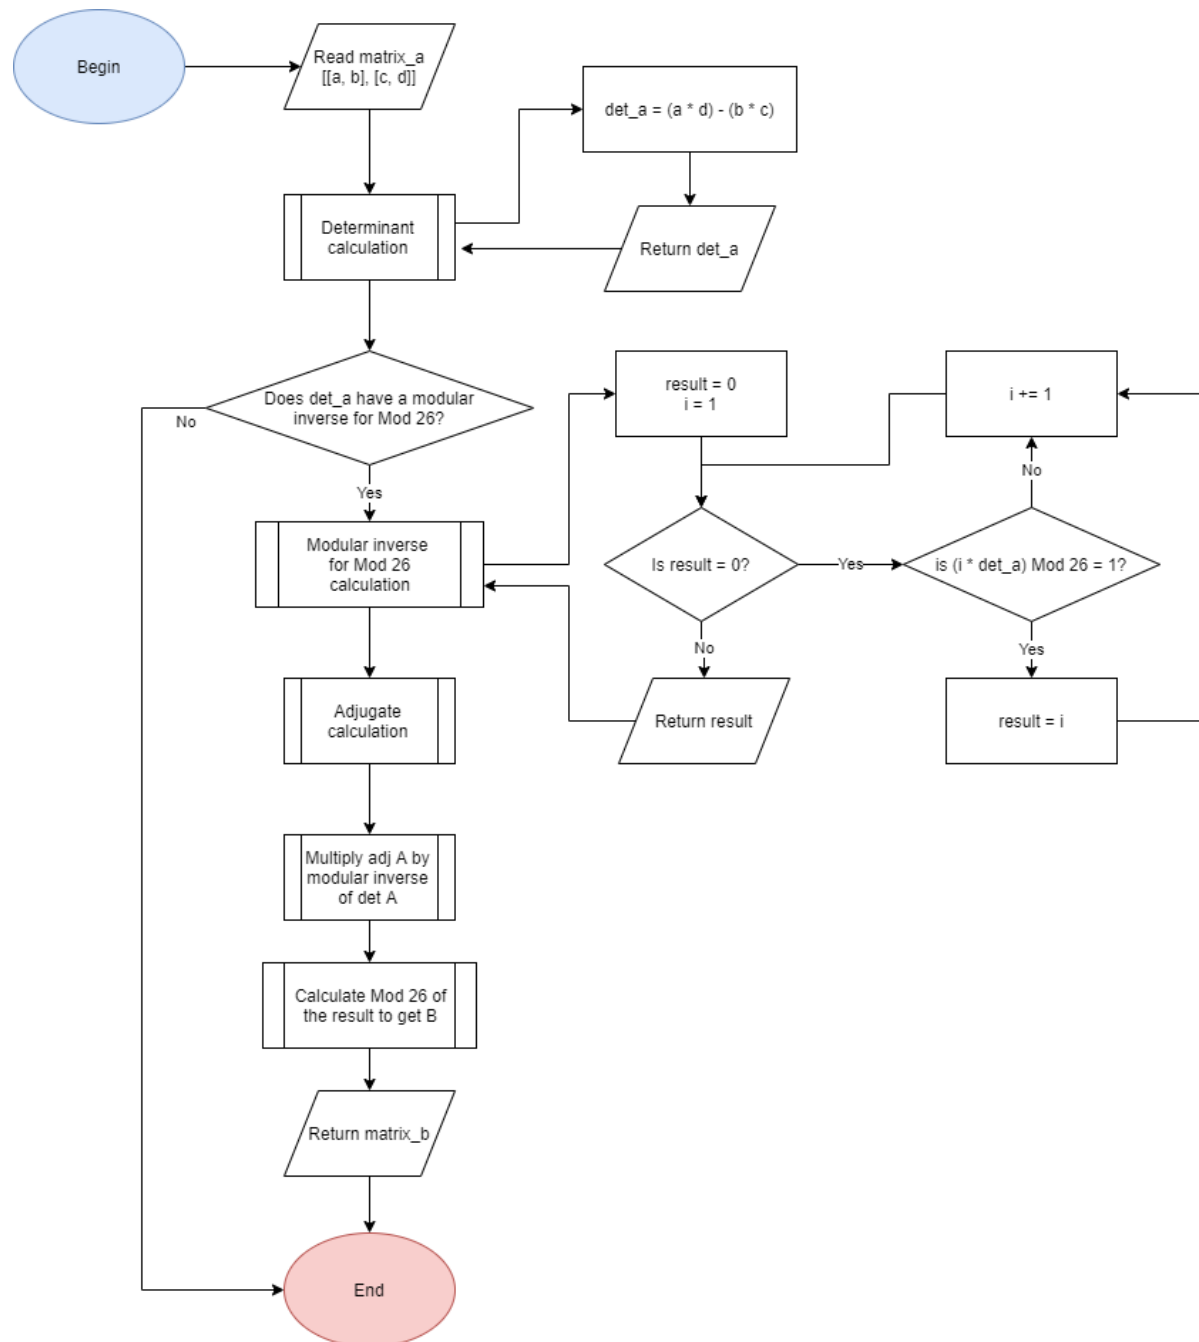 Begin
Read matrix_a
[[a, b], [c, d]]
det_a = (a * d) - (b * c)
Determinant
calculation
Return det_a
Does det_a have a modular
inverse for Mod 26?
No
Yes
result = 0
i = 1
i += 1
No
Modular inverse
for Mod 26
calculation
Is result = 0?
Yes
is (i * det_a) Mod 26 = 1?
No
Yes
Adjugate
calculation
Return result
result = i
Multiply adj A by
modular inverse
of det A
Calculate Mod 26 of
the result to get B
Return matrix_b
End